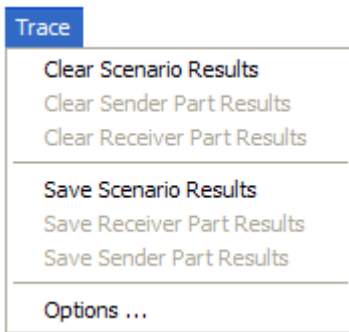 Trace
Clear Scenario Results
Clear Sender Part Results
Clear Receiver Part Results
Save Scenario Results
Save Receiver Part Results
Save Sender Part Results
Options ...